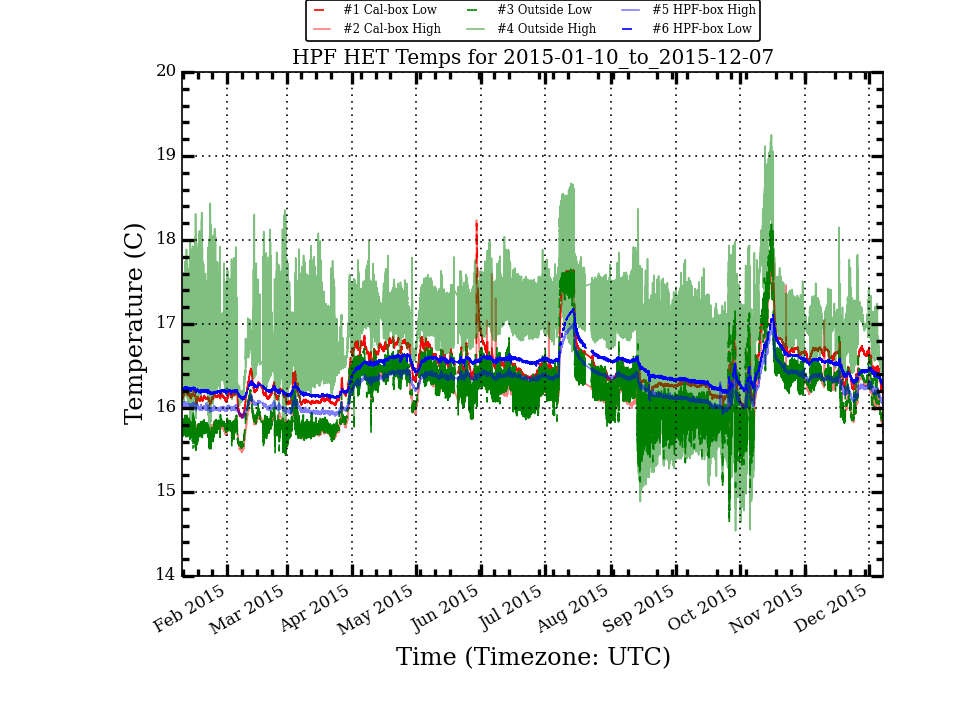 #1 Cal-box Low #3 Outside Low #5 HPF-box High
#2 Cal-box High #4 Outside High #6 HPF-box Low
HPF HET Temps for 2015-01-10_to_2015-12-07
20
19
18
17
16
15
14
Temperature (C)
Feb 2015 Mar 2015 Apr 2015 May 2015 Jun 2015 Jul 2015 Aug 2015 Sep 2015 Oct 2015 Nov 2015 Dec 2015
Time (Timezone: UTC)